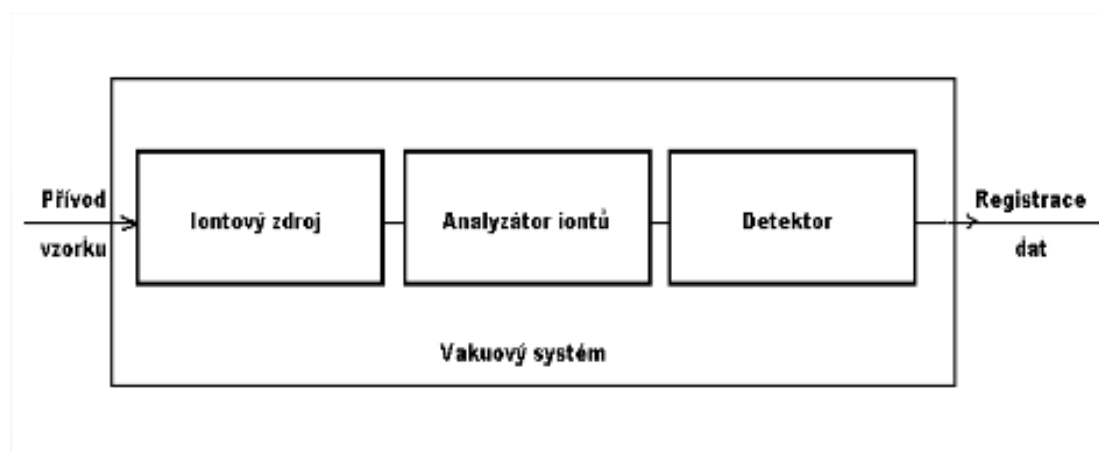 Přívod
vzorku
Iontový zdroj
Analyzátor iontů
Detektor
Registrace
dat
Vakuový systém